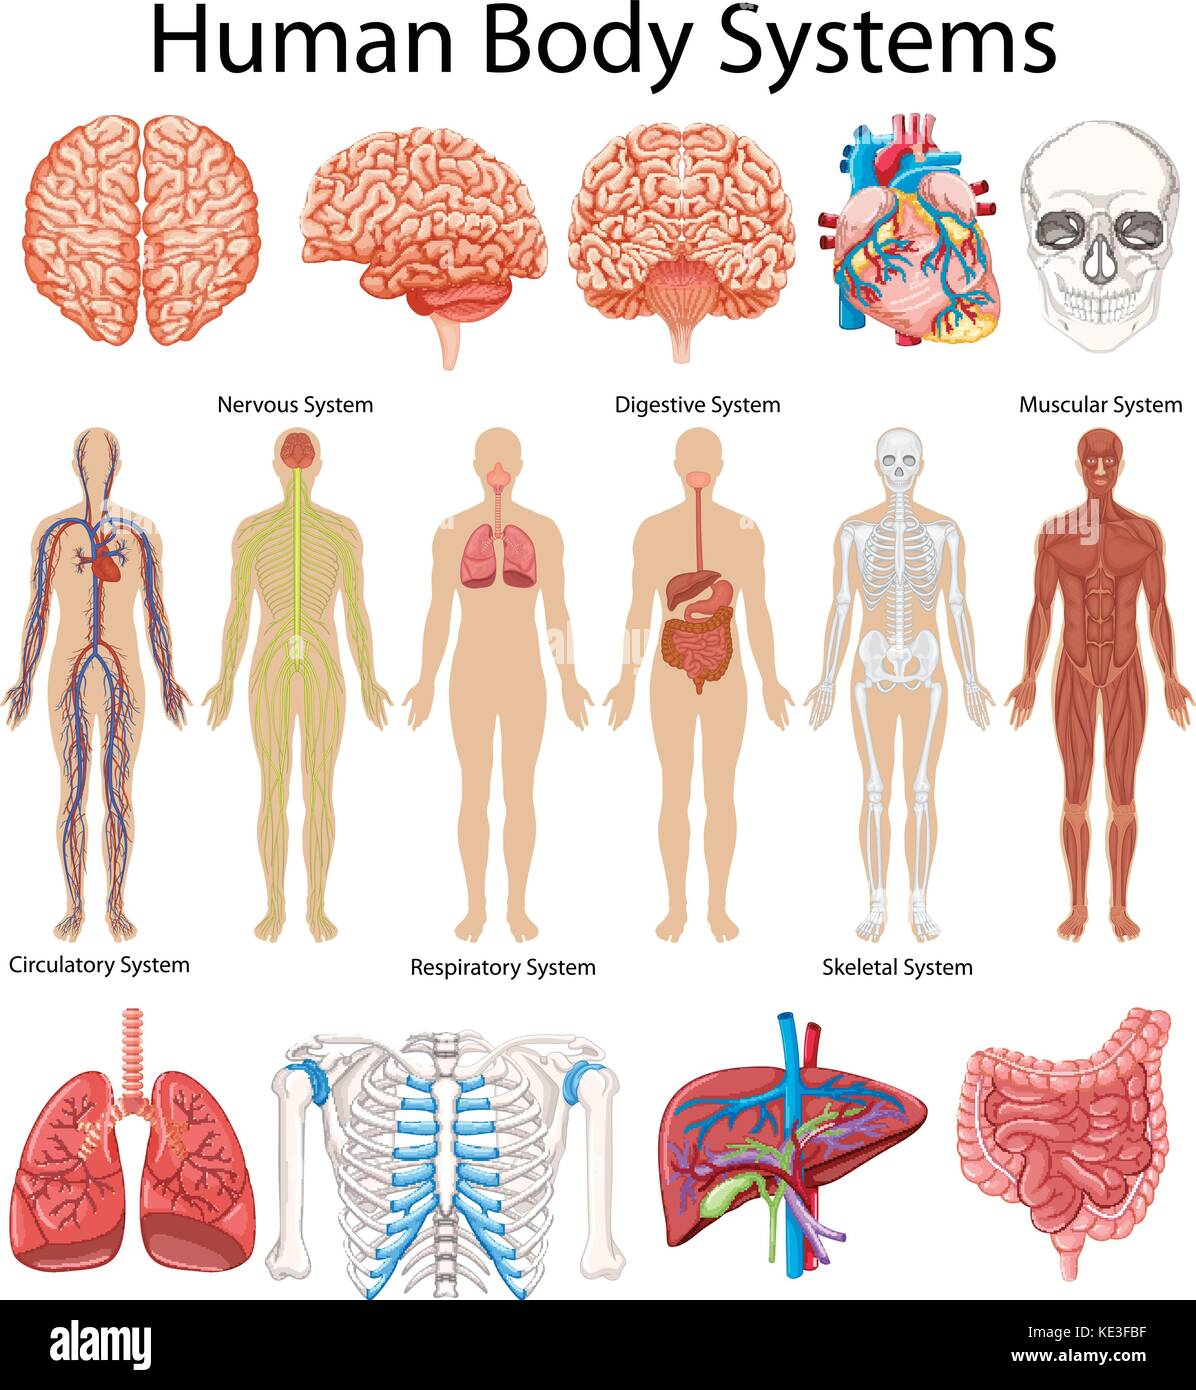 Human Body Systems
Nervous System
Digestive System
Muscular System
Circulatory System
Respiratory System
Skeletal System
alamy
Image ID: KE3FBF
www.alamy.com